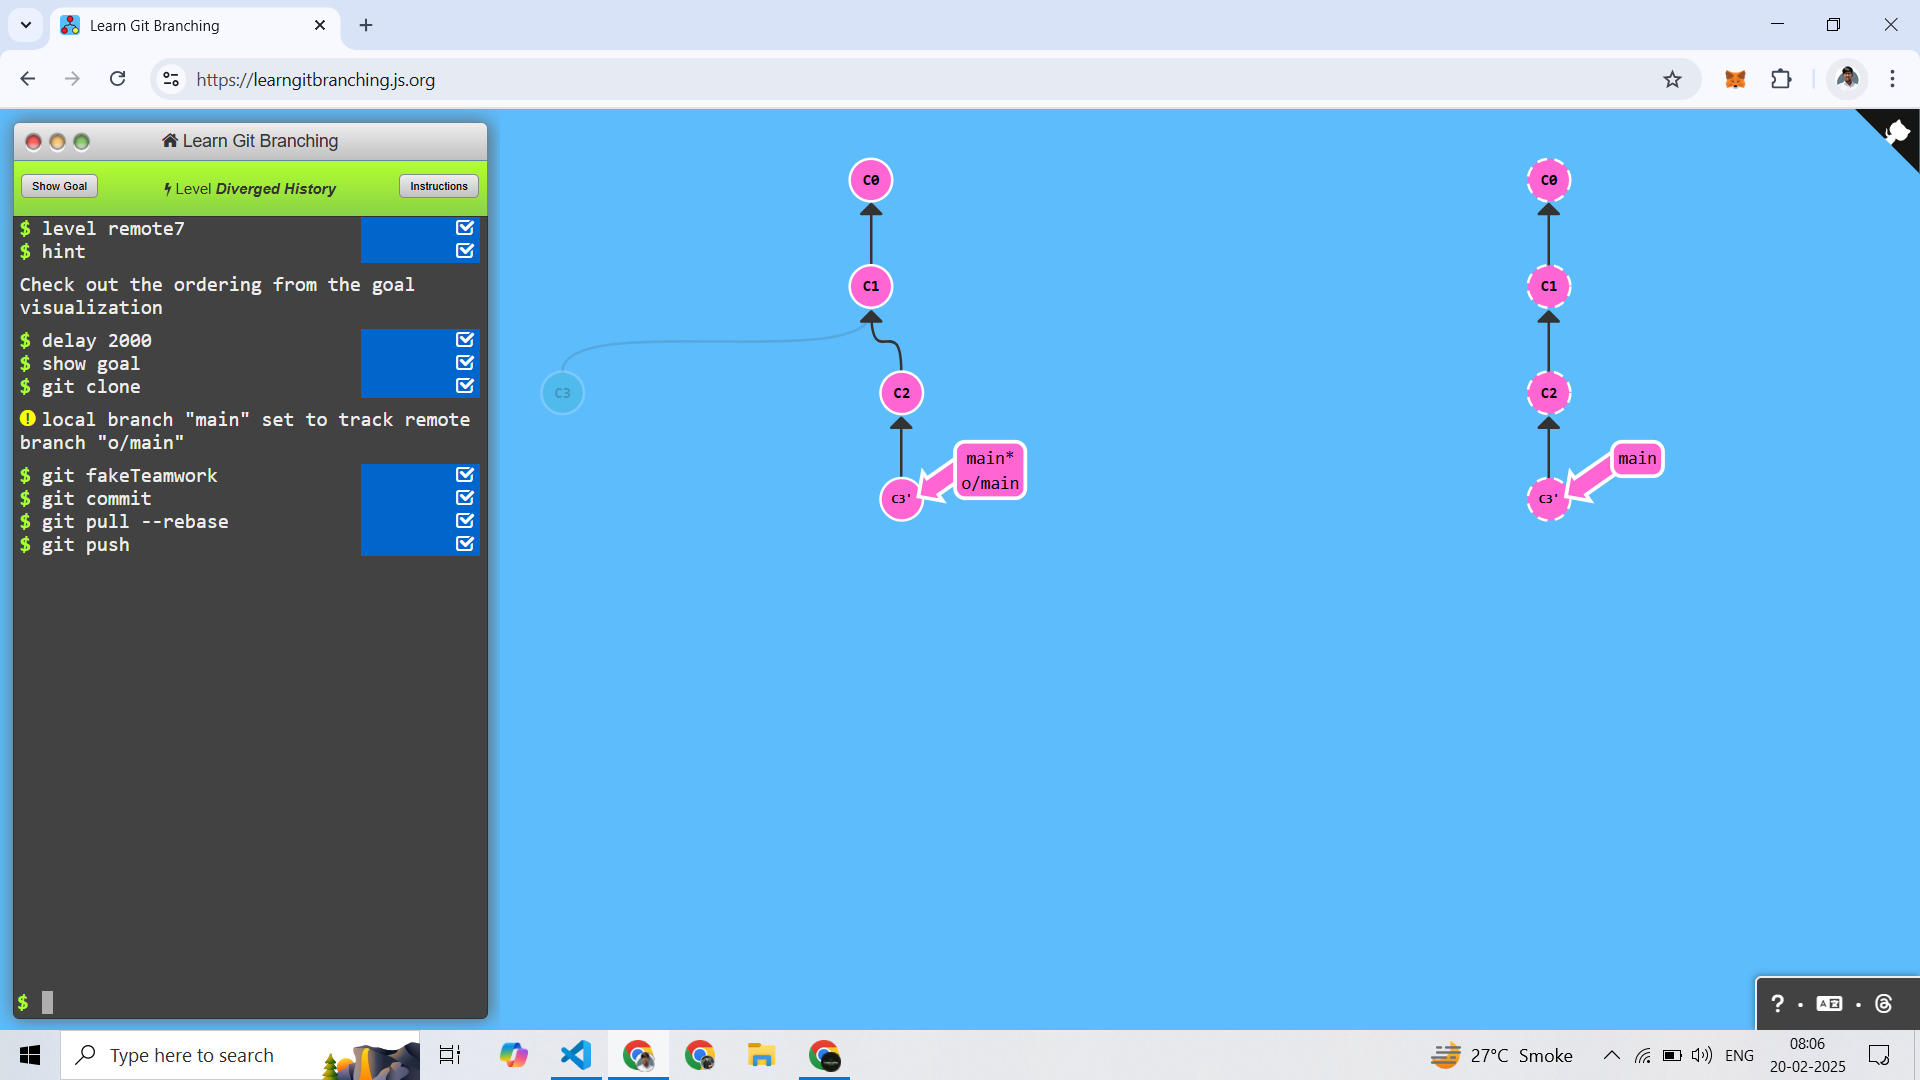 Learn Git Branching
https://learngitbranching.js.org
Learn Git Branching
Show Goal
Level Diverged History
Instructions
$ level remote7
$ hint
Check out the ordering from the goal
visualization
$ delay 2000
$ show goal
$ git clone
local branch "main" set to track remote
branch "o/main"
$ git fakeTeamwork
$ git commit
$ git pull --rebase
$ git push
$
C0
C1
C3
C2
main*
o/main
C3'
C0
C1
C2
main
C3'
?
Type here to search
27°C Smoke
ENG
08:06
20-02-2025